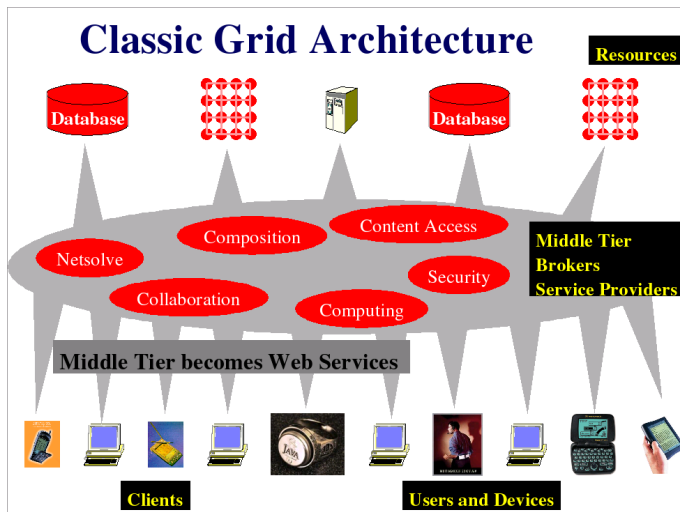 Classic Grid Architecture
Resources
Database
Database
Content Access
Composition
Middle Tier
Brokers
Service Providers
Netsolve
Security
Collaboration
Computing
Middle Tier becomes Web Services
JAVA
Clients
Users and Devices